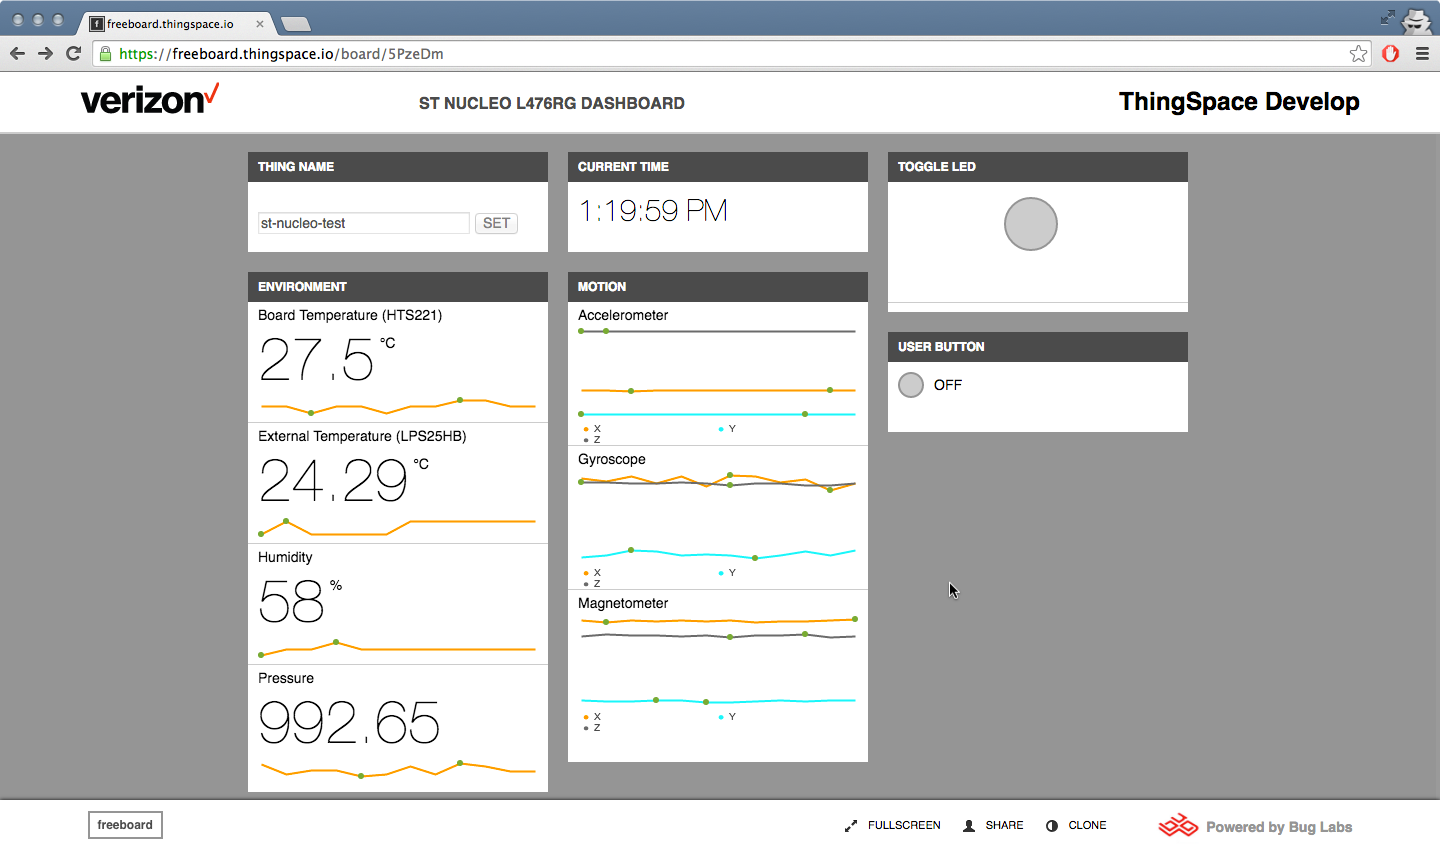 freeboard.thingspace.io
https://freeboard.thingspace.io/board/5PzeDm
verizon
ST NUCLEO L476RG DASHBOARD
ThingSpace Develop
THING NAME
st-nucleo-test
SET
CURRENT TIME
1:19:59 PM
TOGGLE LED
ENVIRONMENT
Board Temperature (HTS221)
27.5 °C
External Temperature (LPS25HB)
24.29 °C
Humidity
58 %
Pressure
992.65
MOTION
Accelerometer
X Y
Z
Gyroscope
X Y
Z
Magnetometer
X Y
Z
USER BUTTON
OFF
freeboard
FULLSCREEN
SHARE
CLONE
Powered by Bug Labs